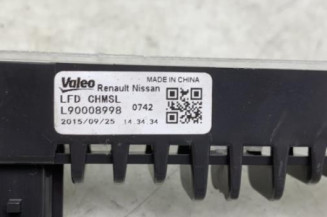 Valeo MADE IN CHINA
Renault Nissan
LFD CHMSL
L90008998 0742
2015/09/25 14.34.34